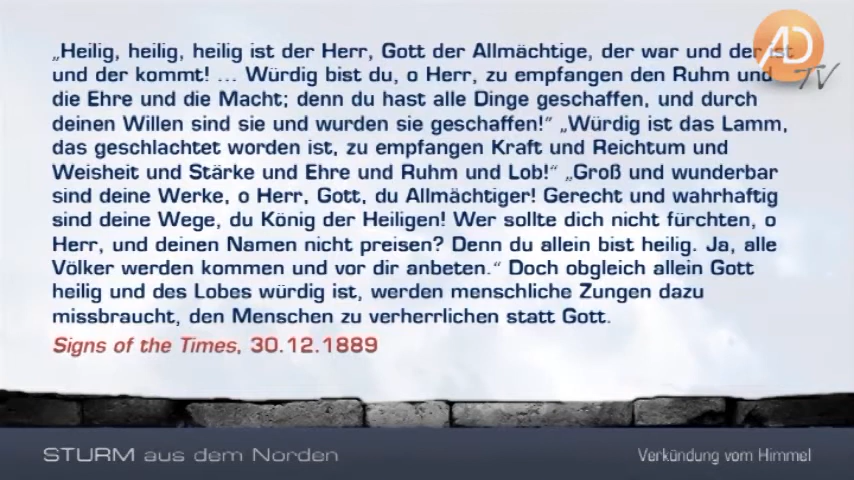 „Heilig, heilig, heilig ist der Herr, Gott der Allmächtige, der war und der ist
und der kommt! ... Würdig bist du, o Herr, zu empfangen den Ruhm und
die Ehre und die Macht; denn du hast alle Dinge geschaffen, und durch
deinen Willen sind sie und wurden sie geschaffen!“ „Würdig ist das Lamm,
das geschlachtet worden ist, zu empfangen Kraft und Reichtum und
Weisheit und Stärke und Ehre und Ruhm und Lob!“ „Groß und wunderbar
sind deine Werke, o Herr, Gott, du Allmächtiger! Gerecht und wahrhaftig
sind deine Wege, du König der Heiligen! Wer sollte dich nicht fürchten, o
Herr, und deinen Namen nicht preisen? Denn du allein bist heilig. Ja, alle
Völker werden kommen und vor dir anbeten.“ Doch obgleich allein Gott
heilig und des Lobes würdig ist, werden menschliche Zungen dazu
missbraucht, den Menschen zu verherrlichen statt Gott.
Signs of the Times, 30.12.1889
AD
TV
STURM aus dem Norden
Verkündung vom Himmel